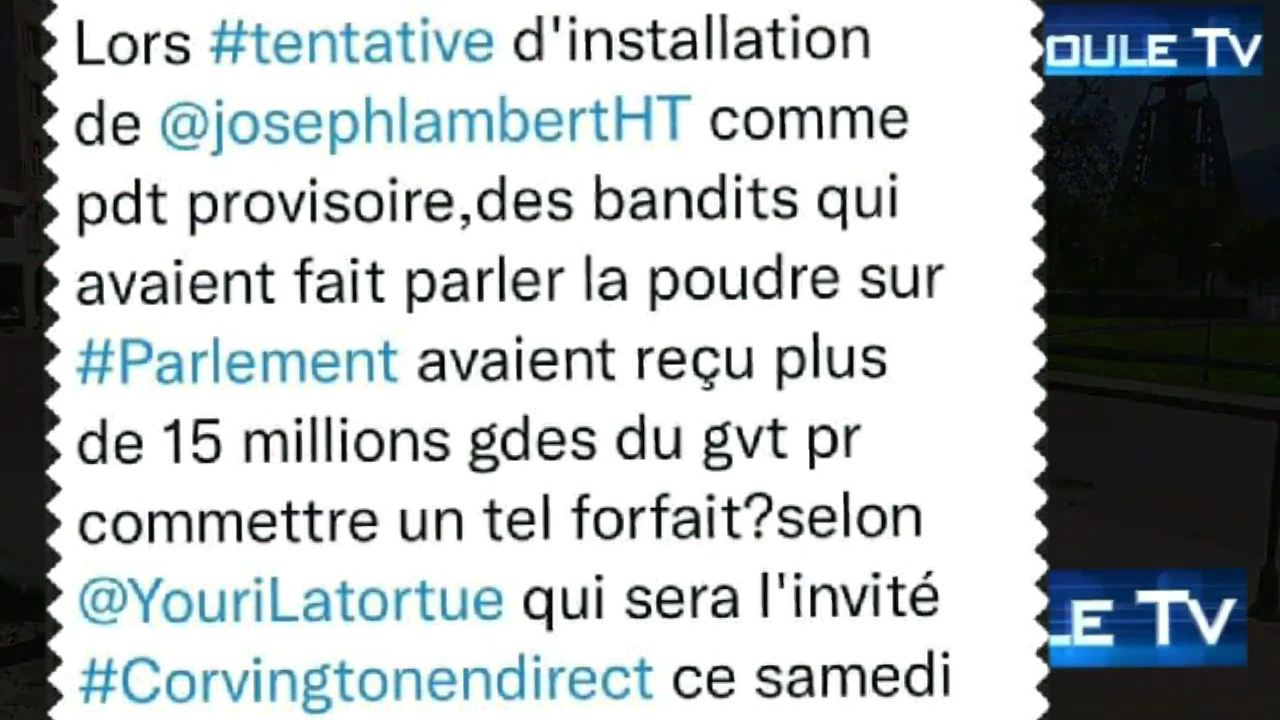 Lors #tentative d'installation
de @josephlambertHT comme
pdt provisoire,des bandits qui
avaient fait parler la poudre sur
#Parlement avaient reçu plus
de 15 millions gdes du gvt pr
commettre un tel forfait?selon
@YouriLatortue qui sera l'invité
#Corvingtonendirect ce samedi
OULE TV
LE TV